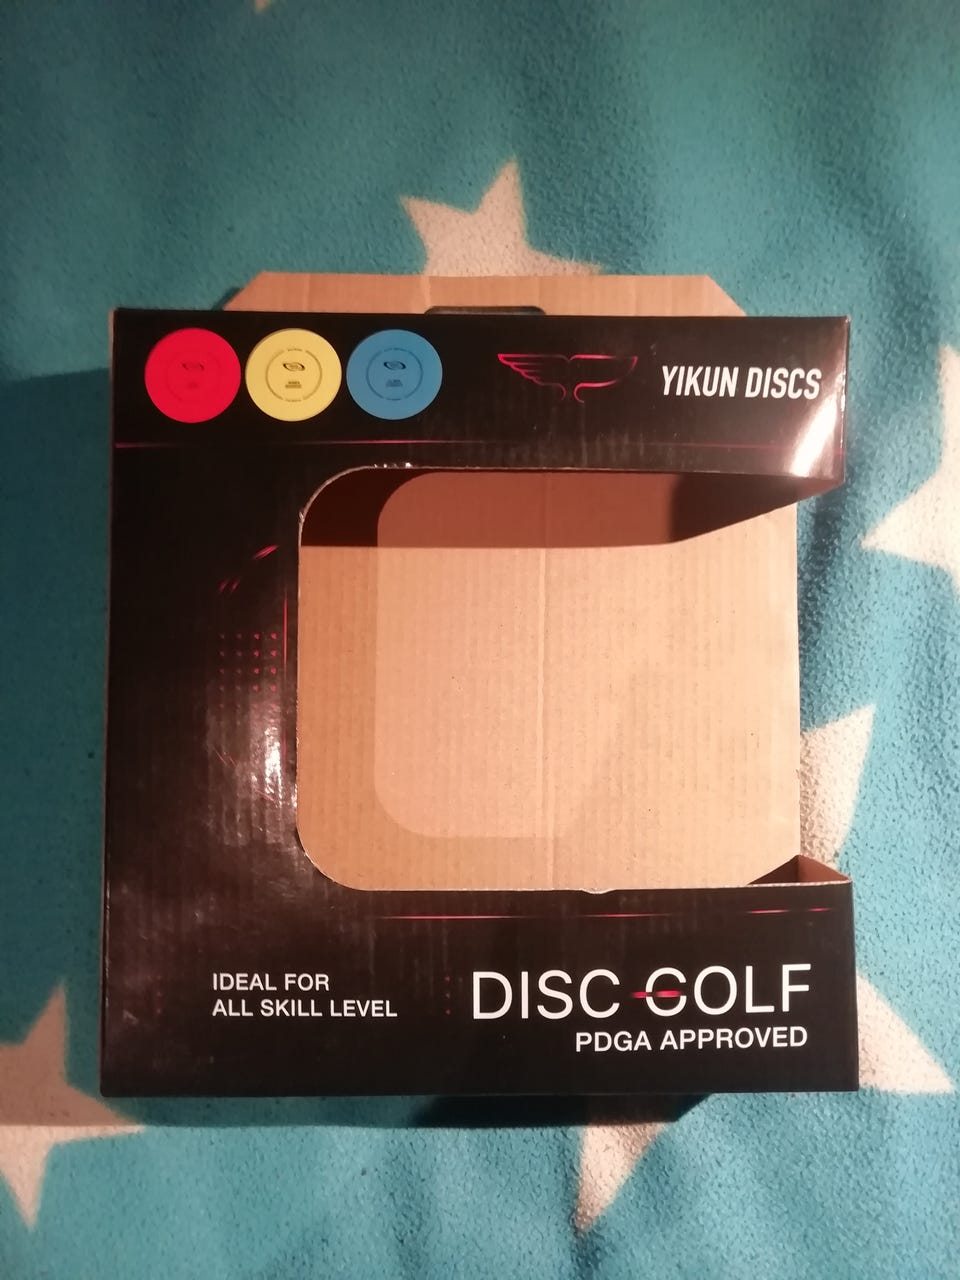 YIKUN DISCS
IDEAL FOR
ALL SKILL LEVEL
DISC GOLF
PDGA APPROVED